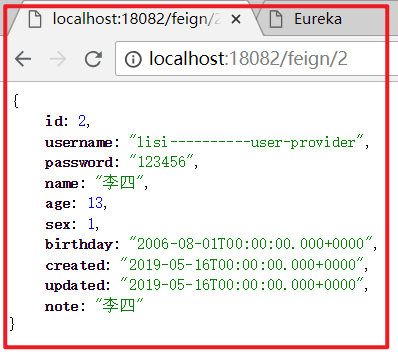 localhost:18082/feign/2 Eureka
localhost:18082/feign/2
{
id: 2,
username: "lisi----------user-provider",
password: "123456",
name: "李四",
age: 13,
sex: 1,
birthday: "2006-08-01T00:00:00.000+0000",
created: "2019-05-16T00:00:00.000+0000",
updated: "2019-05-16T00:00:00.000+0000",
note: "李四"
}